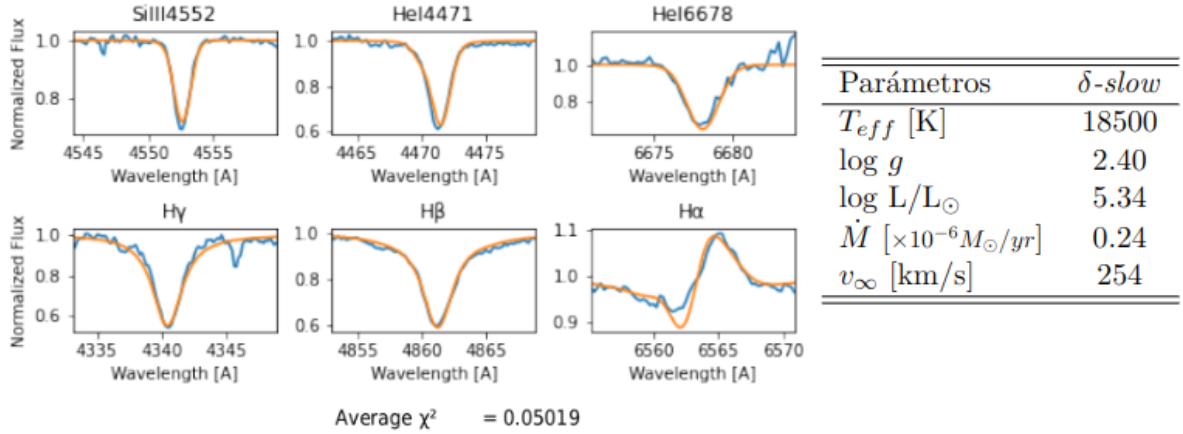 SiIII4552
HeI4471
HeI6678
Normalized Flux
1.0
0.8
4545 4550 4555
Wavelength [A]
1.0
0.8
0.6
4465 4470 4475
Wavelength [A]
1.0
0.8
6675 6680
Wavelength [A]
Hγ
Hβ
Hα
Normalized Flux
1.0
0.8
0.6
4335 4340 4345
Wavelength [A]
1.0
0.8
0.6
4855 4860 4865
Wavelength [A]
1.1
1.0
0.9
6560 6565 6570
Wavelength [A]
Average χ² = 0.05019
Parámetros δ-slow
T_eff [K] 18500
log g 2.40
log L/L☉ 5.34
Ṁ [×10⁻⁶M☉/yr] 0.24
v∞ [km/s] 254